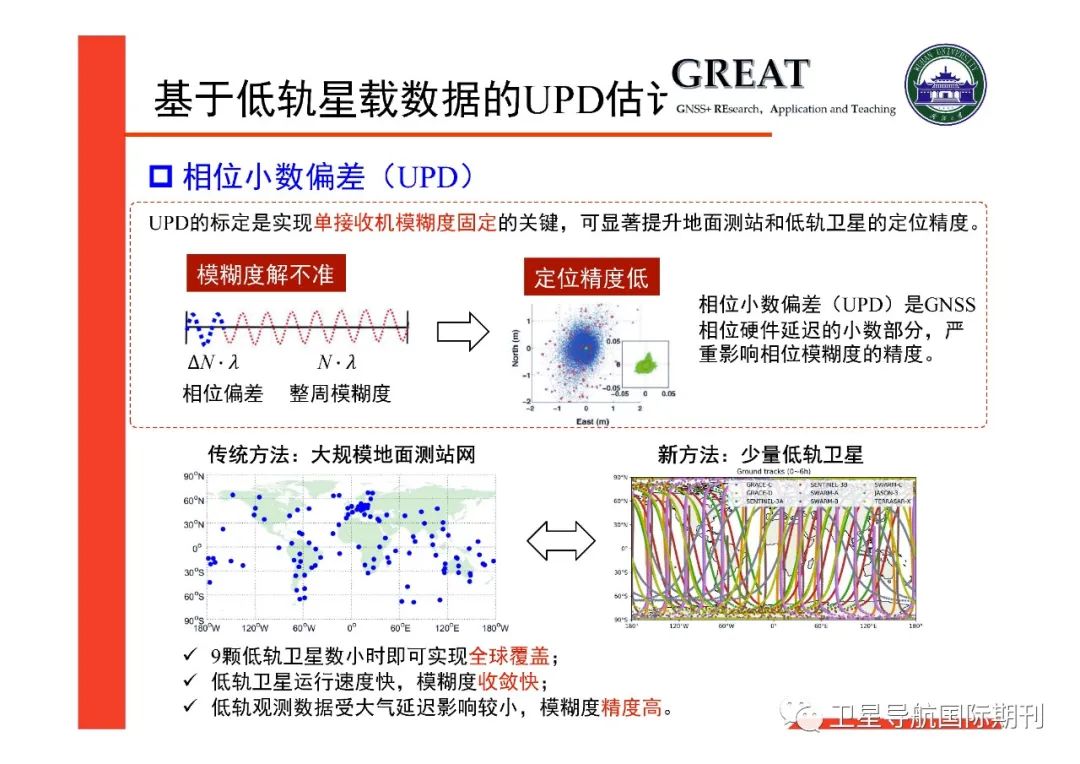 基于低轨星载数据的UPD估计
GREAT
GNSS+ REsearch, Application and Teaching
WUHAN UNIVERSITY
相位小数偏差（UPD）
UPD的标定是实现单接收机模糊度固定的关键，可显著提升地面测站和低轨卫星的定位精度。
模糊度解不准
定位精度低
ΔN·λ
N·λ
相位偏差
整周模糊度
North (m)
1
0
−1
−2
−2 −1 0 1 2
East (m)
0.05
0
−0.05
−0.05 0 0.05
相位小数偏差（UPD）是GNSS
相位硬件延迟的小数部分，严
重影响相位模糊度的精度。
传统方法：大规模地面测站网
90°N
60°N
30°N
0°
30°S
60°S
90°S
180°W 120°W 60°W 0° 60°E 120°E 180°W
新方法：少量低轨卫星
Ground tracks (0~6h)
GRACE-C SENTINEL-3B SWARM-C
GRACE-D SWARM-A JASON-3
SENTINEL-3A SWARM-B TERRASAR-X
90°N
60°N
30°N
0°
30°S
60°S
90°S
180° 120°W 60°W 0° 60°E 120°E 180°
✓ 9颗低轨卫星数小时即可实现全球覆盖；
✓ 低轨卫星运行速度快，模糊度收敛快；
✓ 低轨观测数据受大气延迟影响较小，模糊度精度高。
卫星导航国际期刊